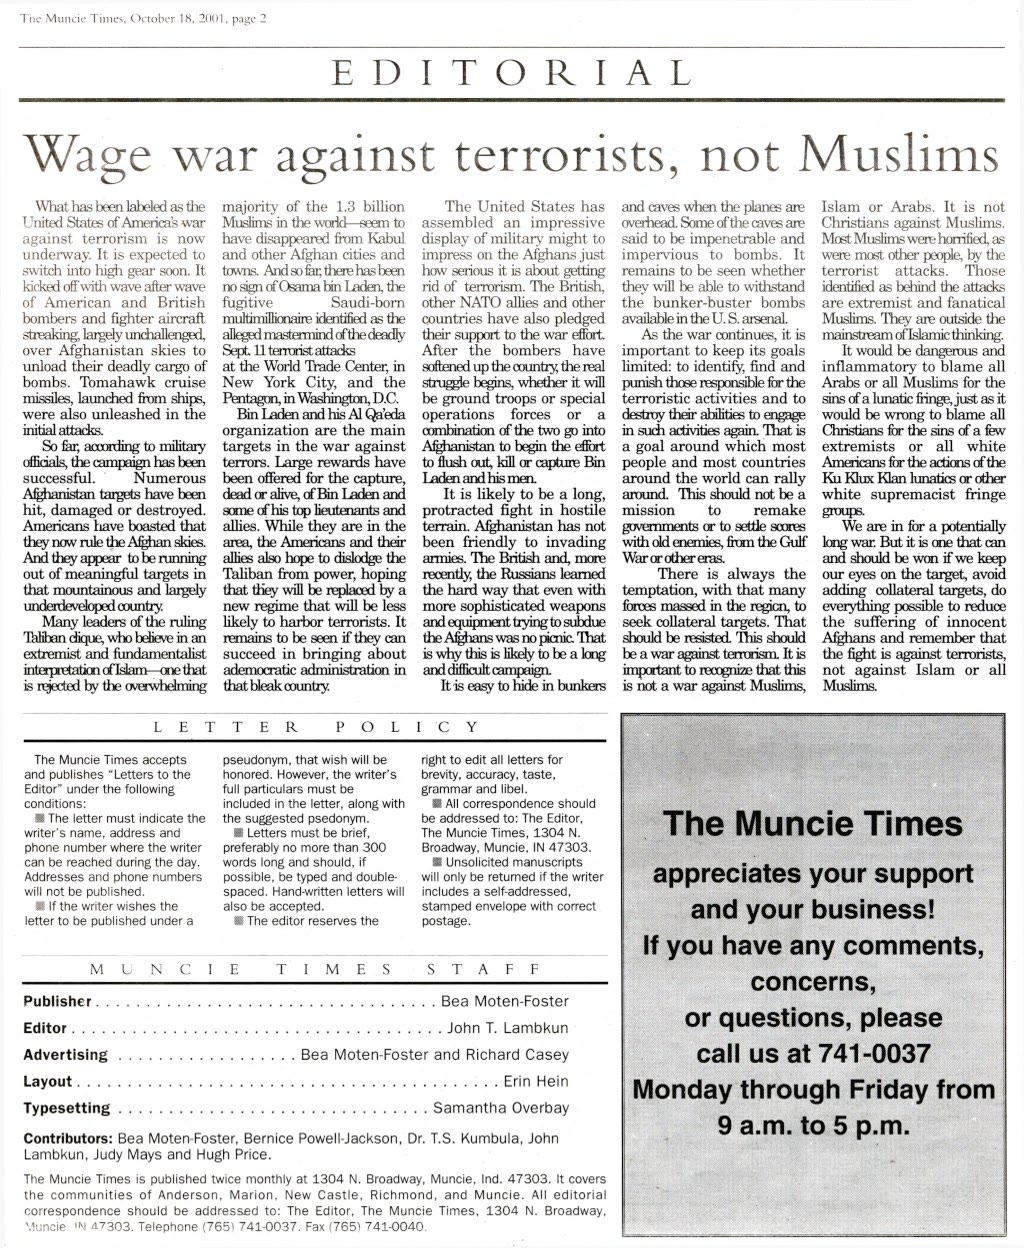 The Muncie Times, October 18, 2001, page 2
EDITORIAL
Wage war against terrorists, not Muslims
What has been labeled as the
United States of America's war
against terrorism is now
underway. It is expected to
switch into high gear soon. It
kicked off with wave after wave
of American and British
bombers and fighter aircraft
streaking, largely unchallenged,
over Afghanistan skies to
unload their deadly cargo of
bombs. Tomahawk cruise
missiles, launched from ships,
were also unleashed in the
initial attacks.
So far, according to military
officials, the campaign has been
successful. Numerous
Afghanistan targets have been
hit, damaged or destroyed.
Americans have boasted that
they now rule the Afghan skies.
And they appear to be running
out of meaningful targets in
that mountainous and largely
underdeveloped country.
Many leaders of the ruling
Taliban clique, who believe in an
extremist and fundamentalist
interpretation of Islam—one that
is rejected by the overwhelming
majority of the 1.3 billion
Muslims in the world—seem to
have disappeared from Kabul
and other Afghan cities and
towns. And so far, there has been
no sign of Osama bin Laden, the
fugitive Saudi-born
multimillionaire identified as the
alleged mastermind of the deadly
Sept. 11 terrorist attacks
at the World Trade Center, in
New York City, and the
Pentagon, in Washington, D.C.
Bin Laden and his Al Qa'eda
organization are the main
targets in the war against
terrors. Large rewards have
been offered for the capture,
dead or alive, of Bin Laden and
some of his top lieutenants and
allies. While they are in the
area, the Americans and their
allies also hope to dislodge the
Taliban from power, hoping
that they will be replaced by a
new regime that will be less
likely to harbor terrorists. It
remains to be seen if they can
succeed in bringing about
ademocratic administration in
that bleak country.
The United States has
assembled an impressive
display of military might to
impress on the Afghans just
how serious it is about getting
rid of terrorism. The British,
other NATO allies and other
countries have also pledged
their support to the war effort.
After the bombers have
softened up the country, the real
struggle begins, whether it will
be ground troops or special
operations forces or a
combination of the two go into
Afghanistan to begin the effort
to flush out, kill or capture Bin
Laden and his men.
It is likely to be a long,
protracted fight in hostile
terrain. Afghanistan has not
been friendly to invading
armies. The British and, more
recently, the Russians learned
the hard way that even with
more sophisticated weapons
and equipment trying to subdue
the Afghans was no picnic. That
is why this is likely to be a long
and difficult campaign.
It is easy to hide in bunkers
and caves when the planes are
overhead. Some of the caves are
said to be impenetrable and
impervious to bombs. It
remains to be seen whether
they will be able to withstand
the bunker-buster bombs
available in the U. S. arsenal.
As the war continues, it is
important to keep its goals
limited: to identify, find and
punish those responsible for the
terroristic activities and to
destroy their abilities to engage
in such activities again. That is
a goal around which most
people and most countries
around the world can rally
around. This should not be a
mission to remake
governments or to settle scores
with old enemies, from the Gulf
War or other eras.
There is always the
temptation, with that many
forces massed in the region, to
seek collateral targets. That
should be resisted. This should
be a war against terrorism. It is
important to recognize that this
is not a war against Muslims,
Islam or Arabs. It is not
Christians against Muslims.
Most Muslims were horrified, as
were most other people, by the
terrorist attacks. Those
identified as behind the attacks
are extremist and fanatical
Muslims. They are outside the
mainstream of Islamic thinking.
It would be dangerous and
inflammatory to blame all
Arabs or all Muslims for the
sins of a lunatic fringe, just as it
would be wrong to blame all
Christians for the sins of a few
extremists or all white
Americans for the actions of the
Ku Klux Klan lunatics or other
white supremacist fringe
groups.
We are in for a potentially
long war. But it is one that can
and should be won if we keep
our eyes on the target, avoid
adding collateral targets, do
everything possible to reduce
the suffering of innocent
Afghans and remember that
the fight is against terrorists,
not against Islam or all
Muslims.
LETTER POLICY
The Muncie Times accepts
and publishes "Letters to the
Editor" under the following
conditions:
■ The letter must indicate the
writer's name, address and
phone number where the writer
can be reached during the day.
Addresses and phone numbers
will not be published.
■ If the writer wishes the
letter to be published under a
pseudonym, that wish will be
honored. However, the writer's
full particulars must be
included in the letter, along with
the suggested psedonym.
■ Letters must be brief,
preferably no more than 300
words long and should, if
possible, be typed and double-
spaced. Hand-written letters will
also be accepted.
■ The editor reserves the
right to edit all letters for
brevity, accuracy, taste,
grammar and libel.
■ All correspondence should
be addressed to: The Editor,
The Muncie Times, 1304 N.
Broadway, Muncie, IN 47303.
■ Unsolicited manuscripts
will only be returned if the writer
includes a self-addressed,
stamped envelope with correct
postage.
MUNCIE TIMES STAFF
Publisher . . . . . . . . . . Bea Moten-Foster
Editor . . . . . . . . . . John T. Lambkun
Advertising . . . . . . . . . . Bea Moten-Foster and Richard Casey
Layout . . . . . . . . . . Erin Hein
Typesetting . . . . . . . . . . Samantha Overbay
Contributors: Bea Moten-Foster, Bernice Powell-Jackson, Dr. T.S. Kumbula, John
Lambkun, Judy Mays and Hugh Price.
The Muncie Times is published twice monthly at 1304 N. Broadway, Muncie, Ind. 47303. It covers
the communities of Anderson, Marion, New Castle, Richmond, and Muncie. All editorial
correspondence should be addressed to: The Editor, The Muncie Times, 1304 N. Broadway,
Muncie, IN 47303. Telephone (765) 741-0037. Fax (765) 741-0040.
The Muncie Times
appreciates your support
and your business!
If you have any comments,
concerns,
or questions, please
call us at 741-0037
Monday through Friday from
9 a.m. to 5 p.m.